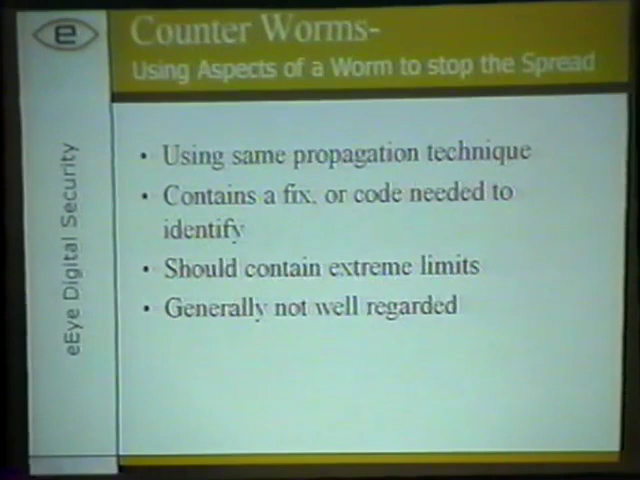 e
Counter Worms-
Using Aspects of a Worm to stop the Spread
eEye Digital Security
• Using same propagation technique
• Contains a fix, or code needed to
identify
• Should contain extreme limits
• Generally not well regarded